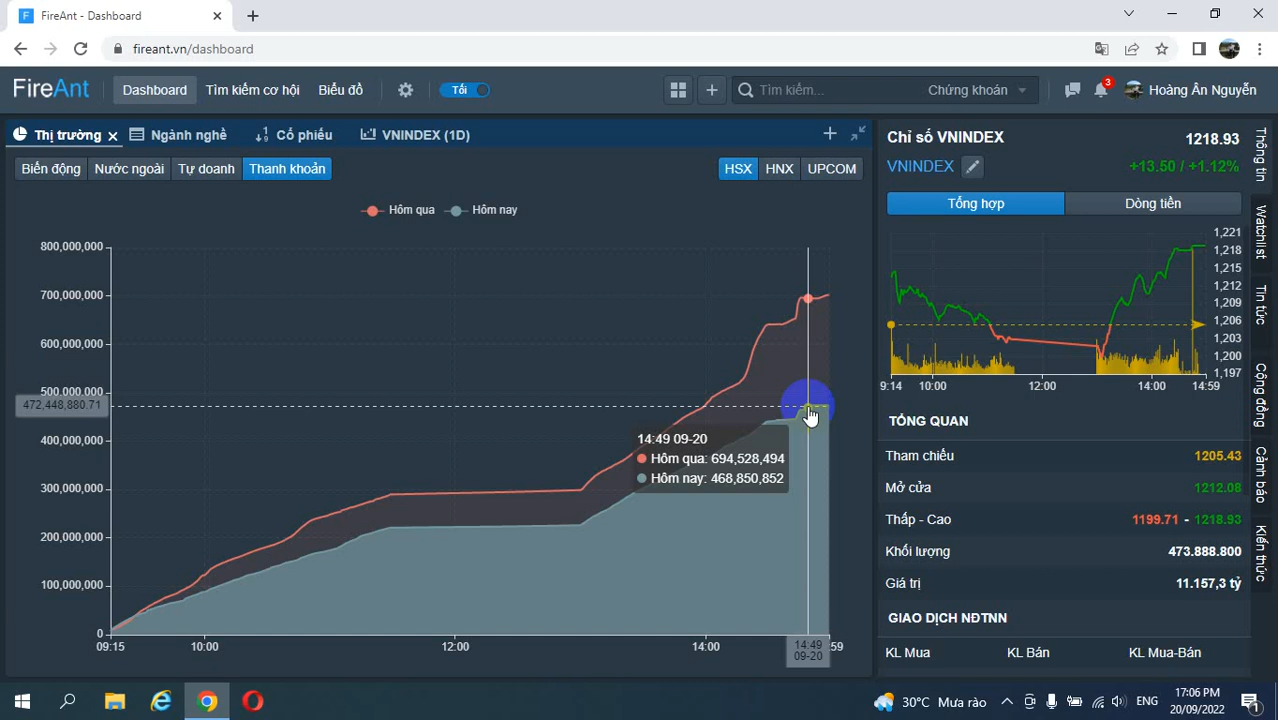 FireAnt - Dashboard
fireant.vn/dashboard
FireAnt
Dashboard
Tìm kiếm cơ hội
Biểu đồ
Tối
Tìm kiếm...
Chứng khoán
3
Hoàng Ân Nguyễn
Thị trường
Ngành nghề
Cổ phiếu
VNINDEX (1D)
Biến động
Nước ngoài
Tự doanh
Thanh khoản
HSX
HNX
UPCOM
Hôm qua
Hôm nay
800,000,000
700,000,000
600,000,000
500,000,000
472,448,880.71
400,000,000
300,000,000
200,000,000
100,000,000
0
09:15
10:00
12:00
14:00
14:49
09-20
:59
14:49 09-20
Hôm qua: 694,528,494
Hôm nay: 468,850,852
Chỉ số VNINDEX
1218.93
VNINDEX
+13.50 / +1.12%
Tổng hợp
Dòng tiền
1,221
1,218
1,215
1,212
1,209
1,206
1,203
1,200
1,197
9:14
10:00
12:00
14:00
14:59
TỔNG QUAN
Tham chiếu
1205.43
Mở cửa
1212.08
Thấp - Cao
1199.71 - 1218.93
Khối lượng
473.888.800
Giá trị
11.157,3 tỷ
GIAO DỊCH NĐTNN
KL Mua
KL Bán
KL Mua-Bán
Thông tin
Watchlist
Tin tức
Cộng đồng
Cảnh báo
Kiến thức
30°C Mưa rào
ENG
17:06 PM
20/09/2022
1